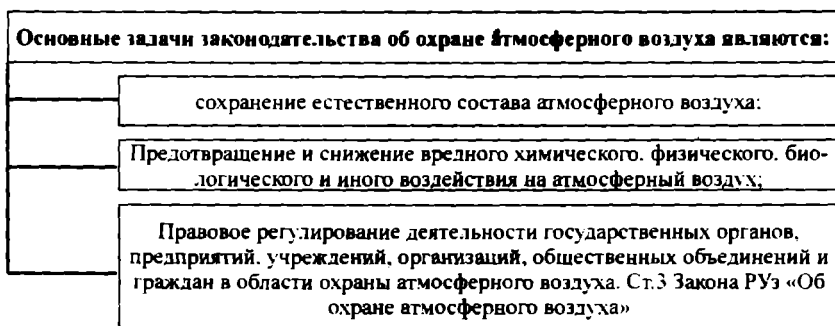 Основные задачи законодательства об охране атмосферного воздуха являются:
сохранение естественного состава атмосферного воздуха:
Предотвращение и снижение вредного химического. физического. био-
логического и иного воздействия на атмосферный воздух;
Правовое регулирование деятельности государственных органов,
предприятий. учреждений, организаций, общественных объединений и
граждан в области охраны атмосферного воздуха. Ст.3 Закона РУз «Об
охране атмосферного воздуха»